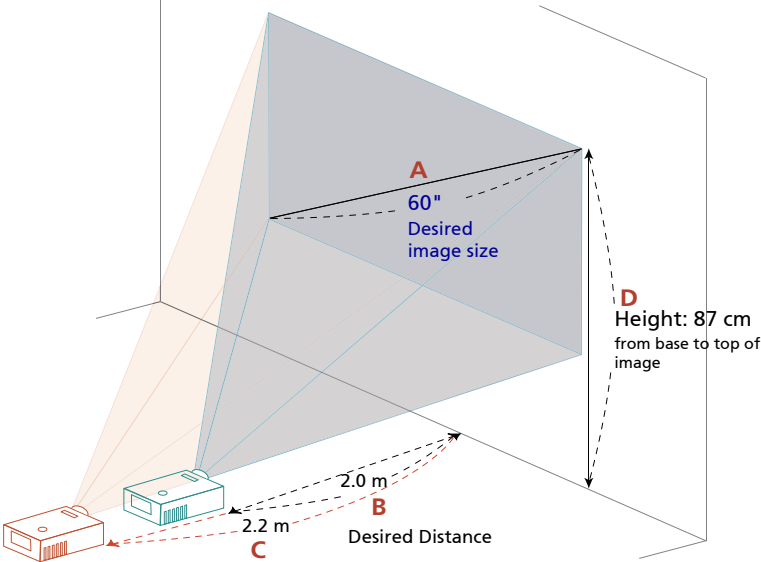 A
60"
Desired
image size
D
Height: 87 cm
from base to top of
image
2.0 m
B
2.2 m
C
Desired Distance